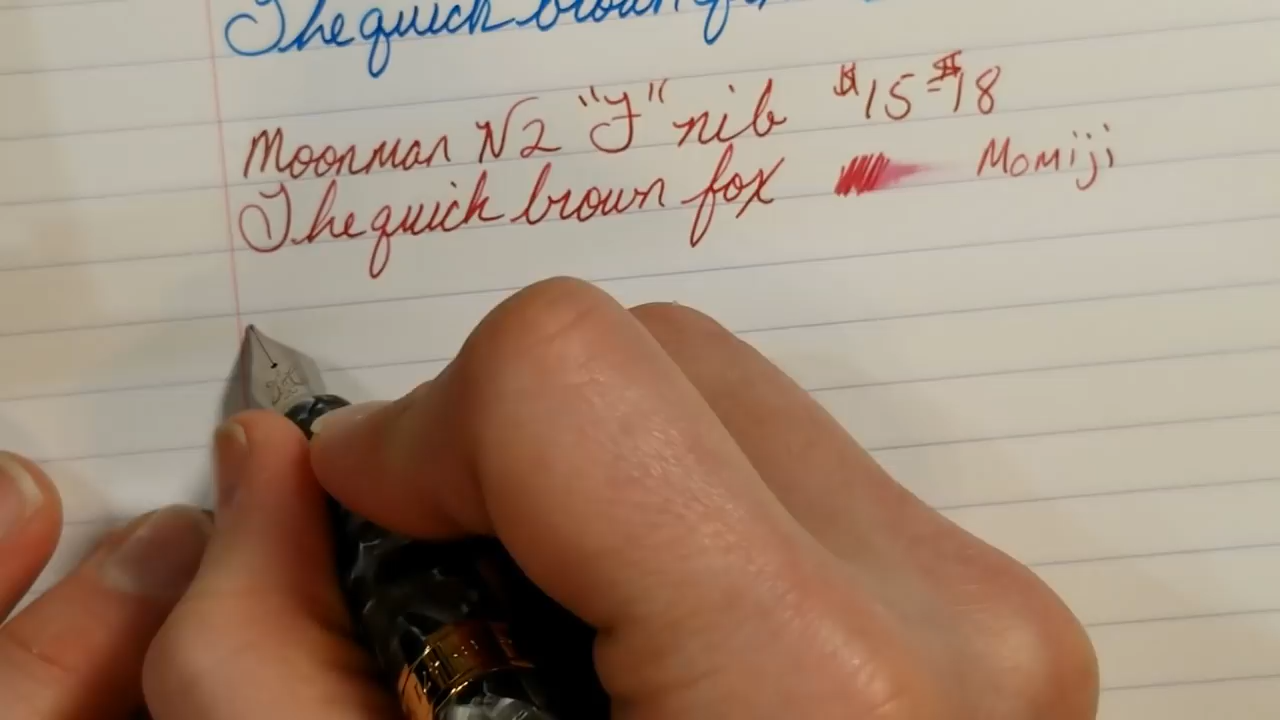 The quick brown
Moonman N2 "F" nib $15-$18
The quick brown fox Momiji